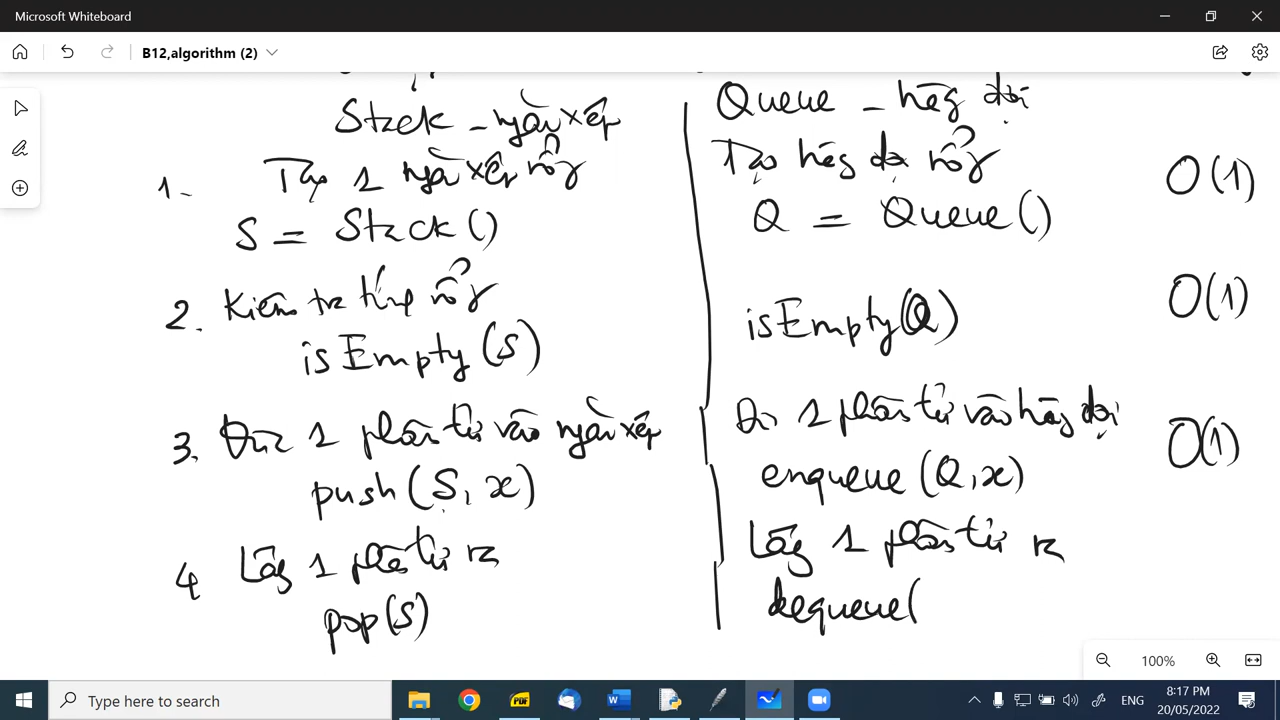 Microsoft Whiteboard
B12,algorithm (2)
Stack - ngăn xếp
Queue - hàng đợi
1. Tạo 1 ngăn xếp rỗng
Tạo hàng đợi rỗng
O(1)
S = Stack()
Q = Queue()
2. Kiểm tra tính rỗng
isEmpty(S)
isEmpty(Q)
O(1)
3. Đưa 1 phần tử vào ngăn xếp
push(S, x)
Đưa 1 phần tử vào hàng đợi
enqueue(Q, x)
O(1)
4 Lấy 1 phần tử ra
pop(S)
Lấy 1 phần tử ra
dequeue(
100%
Type here to search
PDF
ENG
8:17 PM
20/05/2022